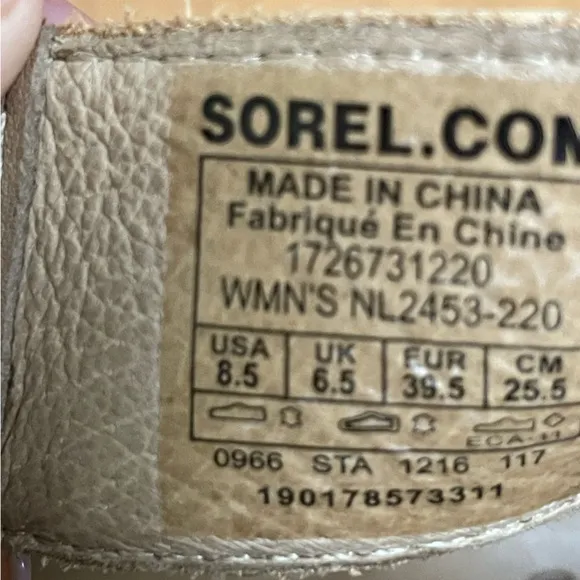 SOREL.COM
MADE IN CHINA
Fabriqué En Chine
1726731220
WMN'S NL2453-220
USA UK EUR CM
8.5 6.5 39.5 25.5
ECA-11
0966 STA 1216 117
190178573311